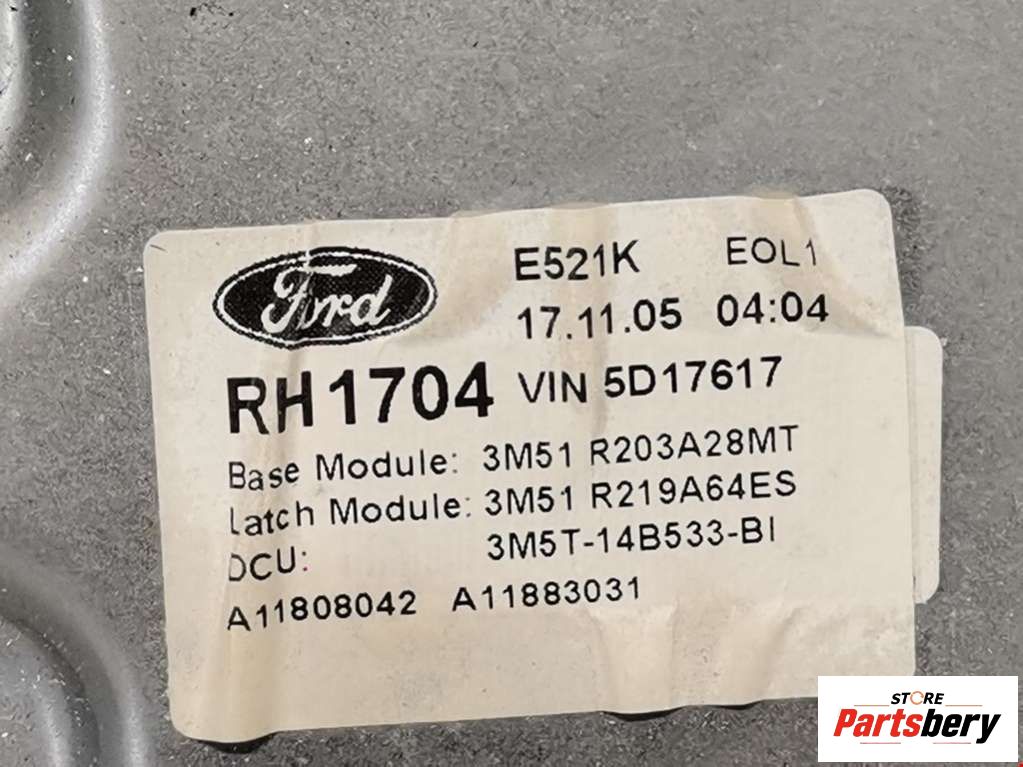 Ford E521K EOL1
17.11.05 04:04
RH1704 VIN 5D17617
Base Module: 3M51 R203A28MT
Latch Module: 3M51 R219A64ES
DCU: 3M5T-14B533-BI
A11808042 A11883031
STORE
Partsbery